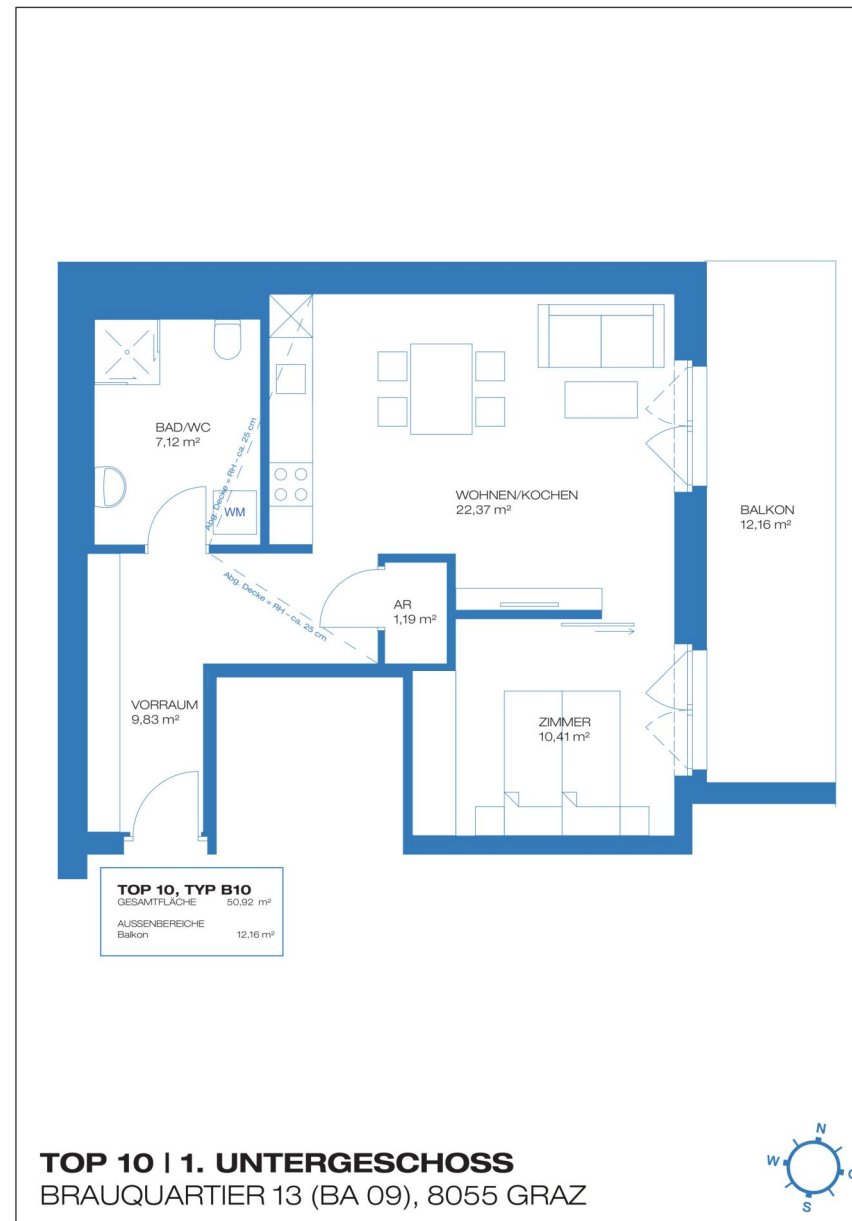 BAD/WC
7,12 m²
Abg. Decke = RH - ca. 25 cm
WM
WOHNEN/KOCHEN
22,37 m²
BALKON
12,16 m²
Abg. Decke = RH - ca. 25 cm
AR
1,19 m²
VORRAUM
9,83 m²
ZIMMER
10,41 m²
TOP 10, TYP B10
GESAMTFLÄCHE 50,92 m²
AUSSENBEREICHE
Balkon 12,16 m²
TOP 10 | 1. UNTERGESCHOSS
BRAUQUARTIER 13 (BA 09), 8055 GRAZ
N
W
S